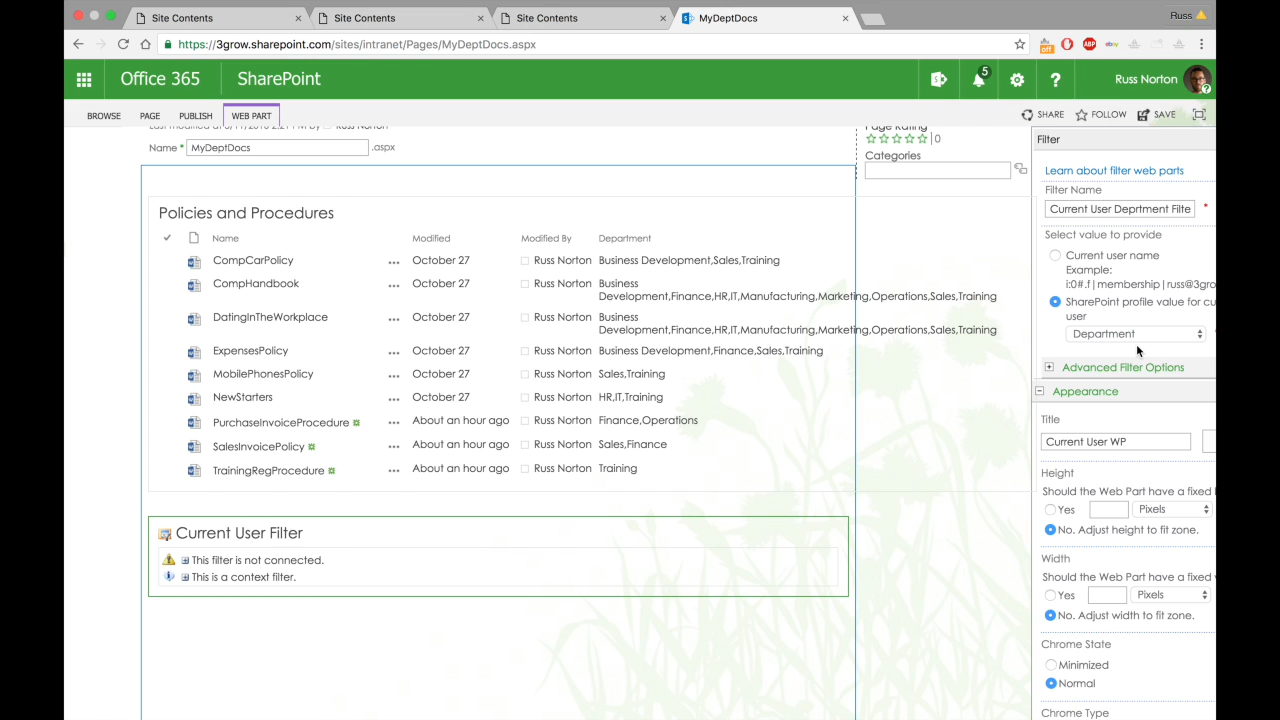 Site Contents × Site Contents × Site Contents × MyDeptDocs × Russ
https://3grow.sharepoint.com/sites/intranet/Pages/MyDeptDocs.aspx off ABP ebay
Office 365 SharePoint 5 ? Russ Norton ?
BROWSE PAGE PUBLISH WEB PART SHARE FOLLOW SAVE
Russ Norton
Page Rating
Name * MyDeptDocs .aspx
0
Categories
Policies and Procedures
Name Modified Modified By Department
CompCarPolicy ... October 27 Russ Norton Business Development,Sales,Training
CompHandbook ... October 27 Russ Norton Business
Development,Finance,HR,IT,Manufacturing,Marketing,Operations,Sales,Training
DatingInTheWorkplace ... October 27 Russ Norton Business
Development,Finance,HR,IT,Manufacturing,Marketing,Operations,Sales,Training
ExpensesPolicy ... October 27 Russ Norton Business Development,Finance,Sales,Training
MobilePhonesPolicy ... October 27 Russ Norton Sales,Training
NewStarters ... October 27 Russ Norton HR,IT,Training
PurchaseInvoiceProcedure ... About an hour ago Russ Norton Finance,Operations
SalesInvoicePolicy ... About an hour ago Russ Norton Sales,Finance
TrainingRegProcedure ... About an hour ago Russ Norton Training
Current User Filter
This filter is not connected.
This is a context filter.
Filter
Learn about filter web parts
Filter Name
Current User Deprtment Filte *
Select value to provide
Current user name
Example:
i:0#.f|membership|russ@3gro
SharePoint profile value for cu
user
Department
Advanced Filter Options
Appearance
Title
Current User WP
Height
Should the Web Part have a fixed
Yes Pixels
No. Adjust height to fit zone.
Width
Should the Web Part have a fixed
Yes Pixels
No. Adjust width to fit zone.
Chrome State
Minimized
Normal
Chrome Type